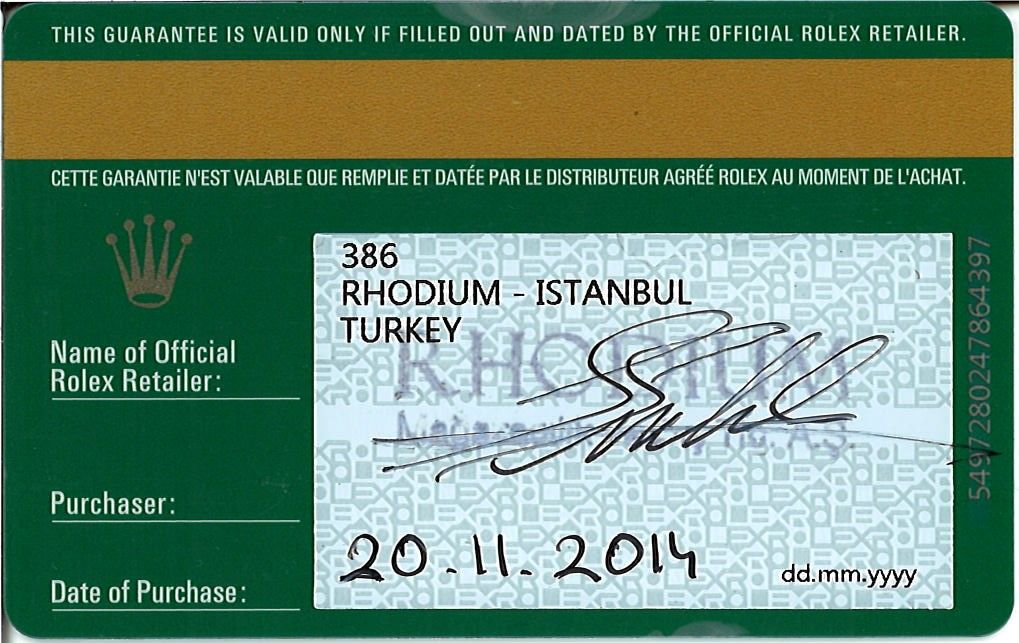 THIS GUARANTEE IS VALID ONLY IF FILLED OUT AND DATED BY THE OFFICIAL ROLEX RETAILER.
CETTE GARANTIE N'EST VALABLE QUE REMPLIE ET DATÉE PAR LE DISTRIBUTEUR AGRÉÉ ROLEX AU MOMENT DE L'ACHAT.
386
RHODIUM - ISTANBUL
TURKEY
RHODIUM
A.Ş.
Name of Official
Rolex Retailer:
Purchaser:
20.11.2014
dd.mm.yyyy
Date of Purchase:
5497280247864397